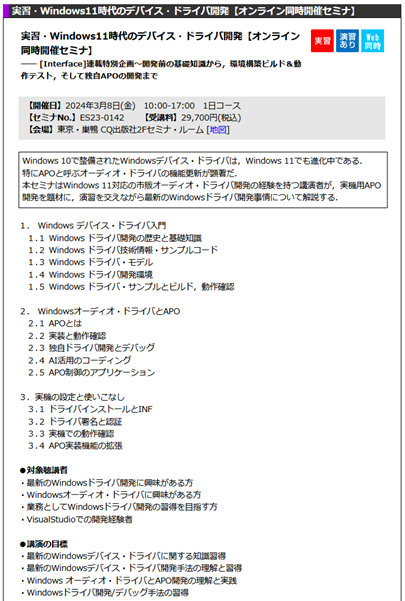 実習・Windows11時代のデバイス・ドライバ開発【オンライン同時開催セミナ】
実習・Windows11時代のデバイス・ドライバ開発【オンライン
同時開催セミナ】
実習
演習
あり
Web
同時
―― [Interface]連載特別企画～開発前の基礎知識から，環境構築ビルド＆動
作テスト，そして独自APOの開発まで
【開催日】2024年3月8日(金)　10:00-17:00　1日コース
【セミナNo.】ES23-0142　　【受講料】29,700円(税込)
【会場】東京・巣鴨 CQ出版社2Fセミナ・ルーム [地図]
Windows 10で整備されたWindowsデバイス・ドライバは，Windows 11でも進化中である．
特にAPOと呼ぶオーディオ・ドライバの機能更新が顕著だ．
本セミナはWindows 11対応の市販オーディオ・ドライバ開発の経験を持つ講演者が，実機用APO
開発を題材に，演習を交えながら最新のWindowsドライバ開発事情について解説する．
1．　Windows デバイス・ドライバ入門
1.1　Windows ドライバ開発の歴史と基礎知識
1.2　Windows ドライバ技術情報・サンプルコード
1.3　Windows ドライバ・モデル
1.4　Windows ドライバ開発環境
1.5　Windows ドライバ・サンプルとビルド，動作確認
2．　WindowsオーディオドライバとAPO
2.1　APOとは
2.2　実装と動作確認
2.3　独自ドライバ開発とデバッグ
2.4　AI活用のコーディング
2.5　APO制御のアプリケーション
3．実機の設定と使いこなし
3.1　ドライバインストールとINF
3.2　ドライバ署名と認証
3.3　実機での動作確認
3.4　APO実装機能の拡張
●対象聴講者
・最新のWindowsドライバ開発に興味がある方
・Windowsオーディオ・ドライバに興味がある方
・業務としてWindowsドライバ開発の習得を目指す方
・VisualStudioでの開発経験者
●講演の目標
・最新のWindowsデバイス・ドライバに関する知識習得
・最新のWindowsデバイス・ドライバ開発手法の理解と習得
・Windows オーディオ・ドライバとAPO開発の理解と実践
・Windowsドライバ開発/デバッグ手法の習得